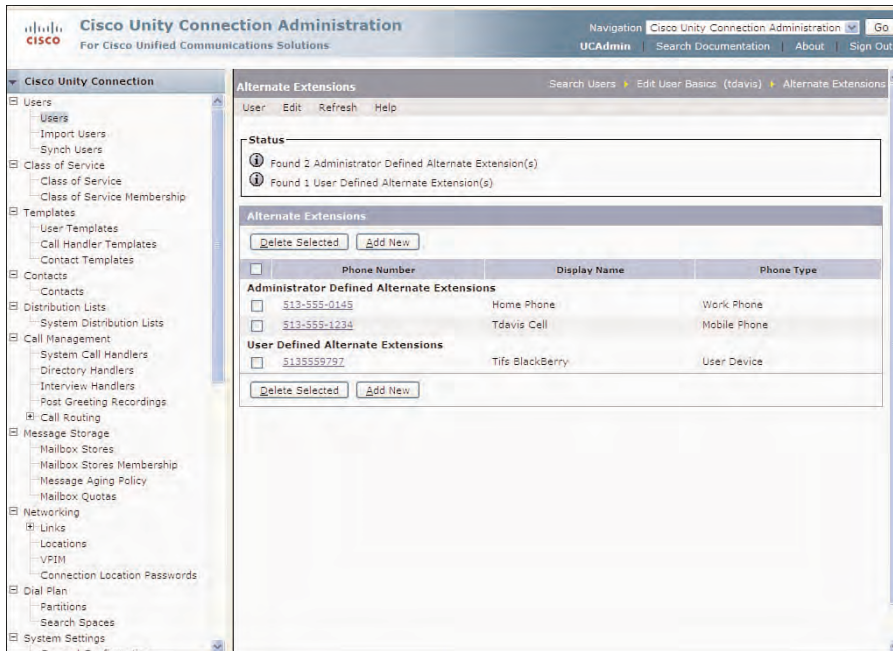 Cisco Unity Connection Administration
For Cisco Unified Communications Solutions
CISCO
Navigation Cisco Unity Connection Administration Go
UCAdmin | Search Documentation | About | Sign Out
Cisco Unity Connection
Users
Users
Import Users
Synch Users
Class of Service
Class of Service
Class of Service Membership
Templates
User Templates
Call Handler Templates
Contact Templates
Contacts
Contacts
Distribution Lists
System Distribution Lists
Call Management
System Call Handlers
Directory Handlers
Interview Handlers
Post Greeting Recordings
Call Routing
Message Storage
Mailbox Stores
Mailbox Stores Membership
Message Aging Policy
Mailbox Quotas
Networking
Links
Locations
VPIM
Connection Location Passwords
Dial Plan
Partitions
Search Spaces
System Settings
Alternate Extensions
Search Users Edit User Basics (tdavis) Alternate Extensions
User Edit Refresh Help
Status
Found 2 Administrator Defined Alternate Extension(s)
Found 1 User Defined Alternate Extension(s)
Alternate Extensions
Delete Selected Add New
Phone Number Display Name Phone Type
Administrator Defined Alternate Extensions
513-555-0145 Home Phone Work Phone
513-555-1234 Tdavis Cell Mobile Phone
User Defined Alternate Extensions
5135559797 Tifs BlackBerry User Device
Delete Selected Add New